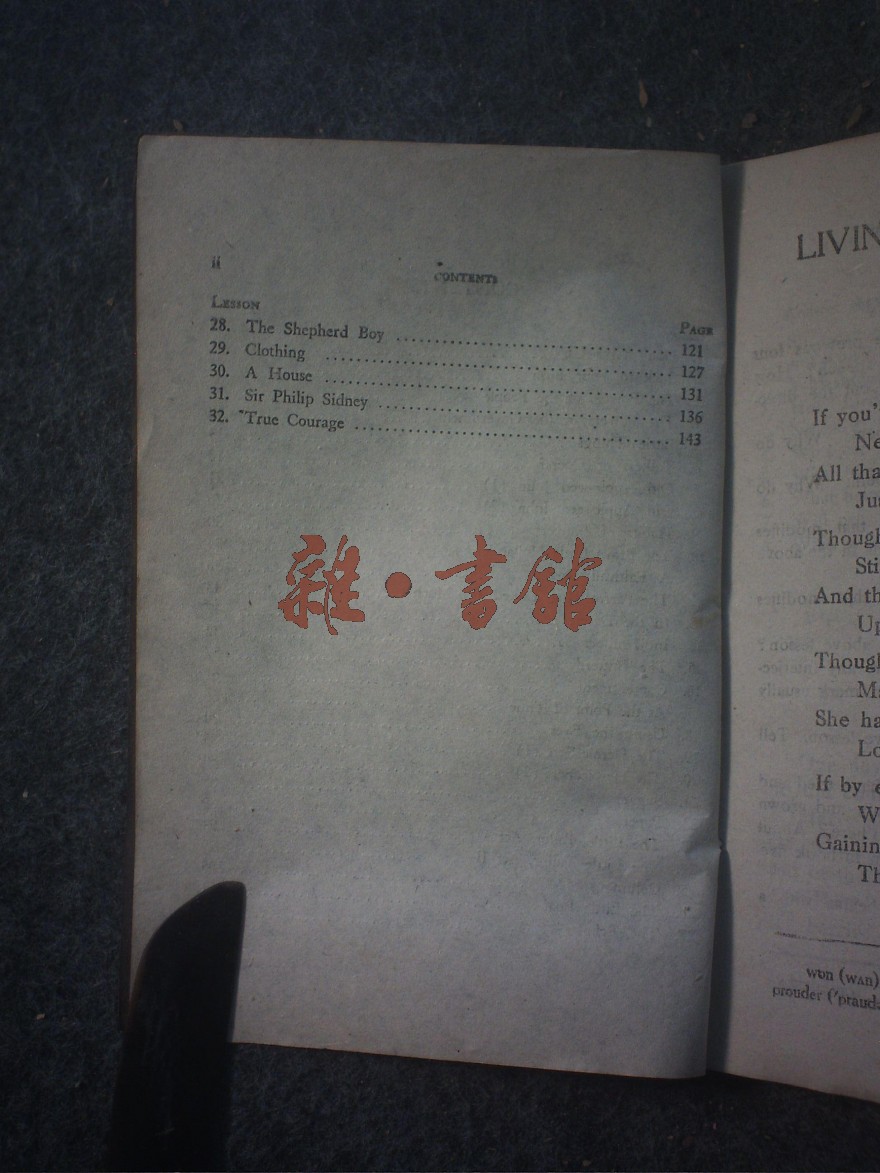 ii
CONTENTS
LESSON PAGE
28. The Shepherd Boy ........................................ 121
29. Clothing ........................................ 127
30. A House ........................................ 131
31. Sir Philip Sidney ........................................ 136
32. True Courage ........................................ 143
雜•書館
LIVIN
If you'
Ne
All tha
Jus
Though
Sti
And th
Up
Though
Ma
She ha
Lo
If by e
W
Gainin
Th
won (wʌn)
prouder ('praud